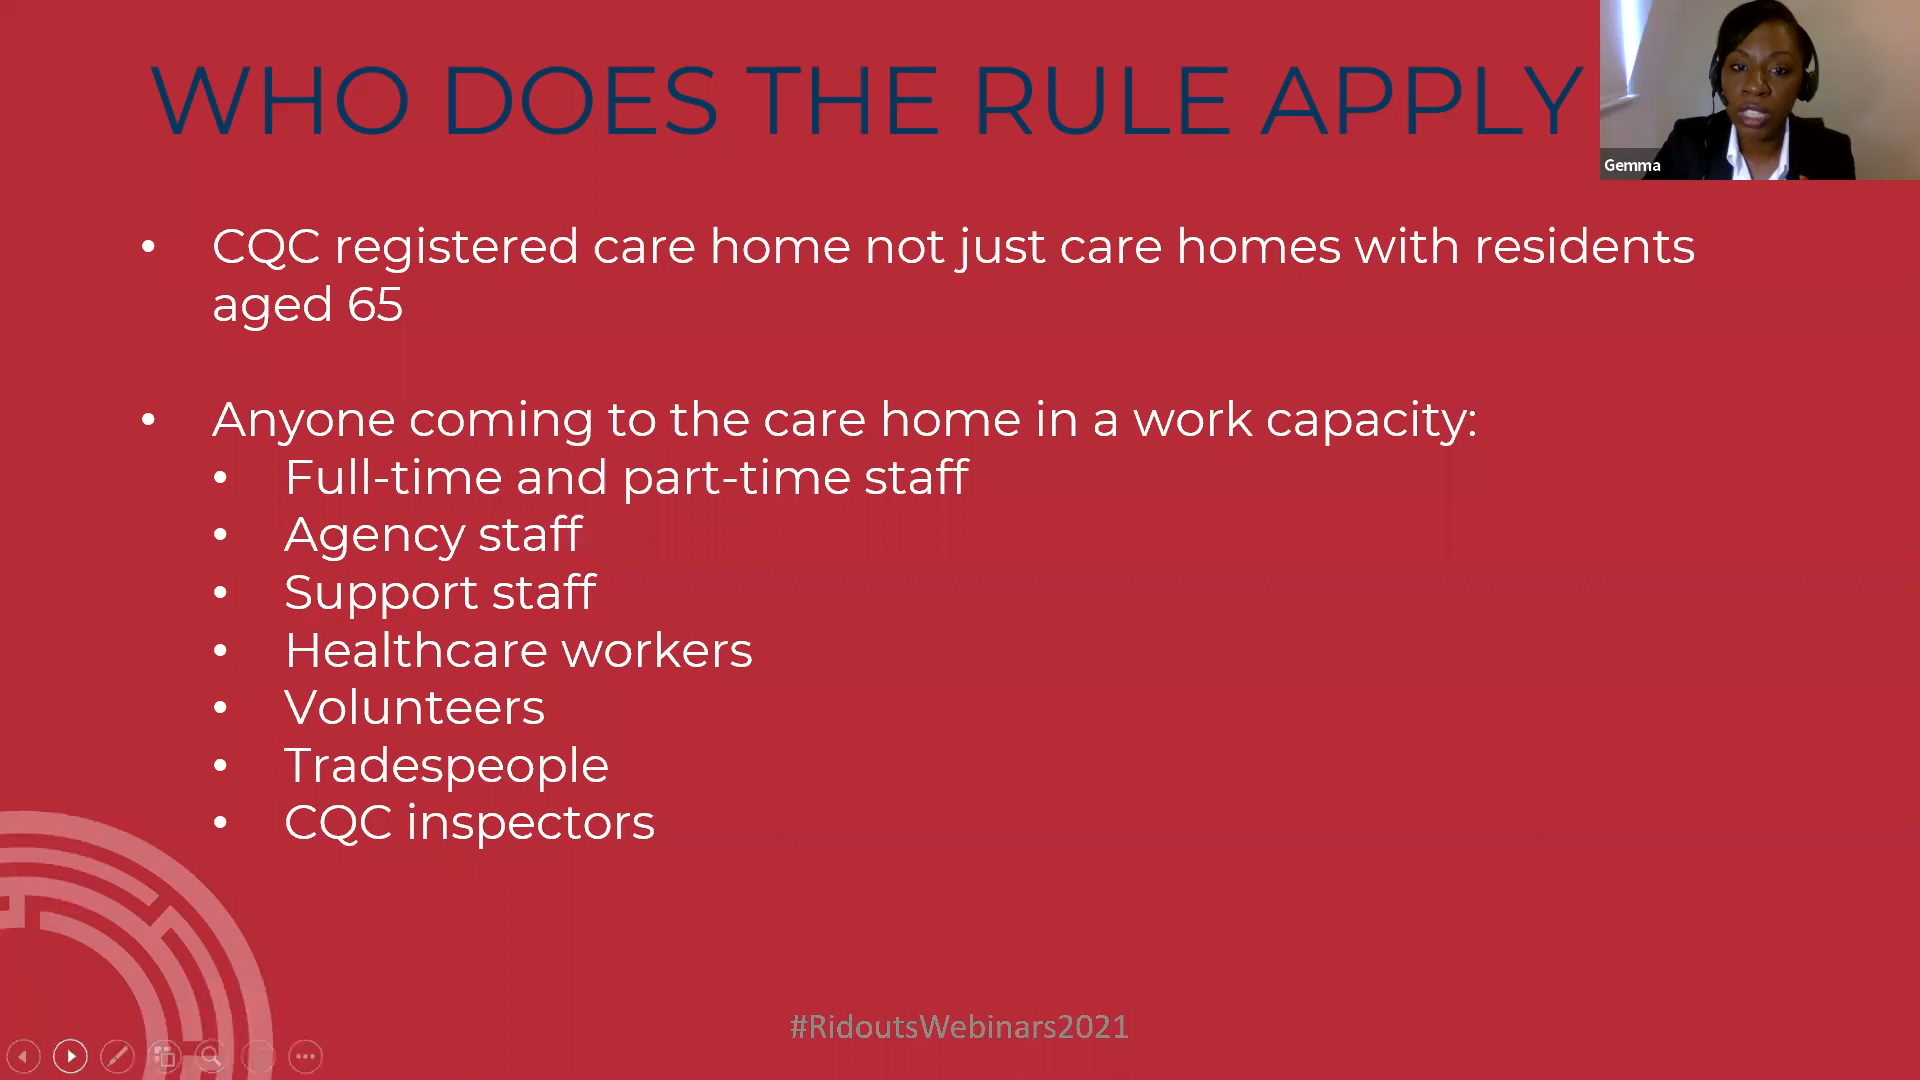 WHO DOES THE RULE APPLY
Gemma
• CQC registered care home not just care homes with residents
aged 65
• Anyone coming to the care home in a work capacity:
• Full-time and part-time staff
• Agency staff
• Support staff
• Healthcare workers
• Volunteers
• Tradespeople
• CQC inspectors
#RidoutsWebinars2021